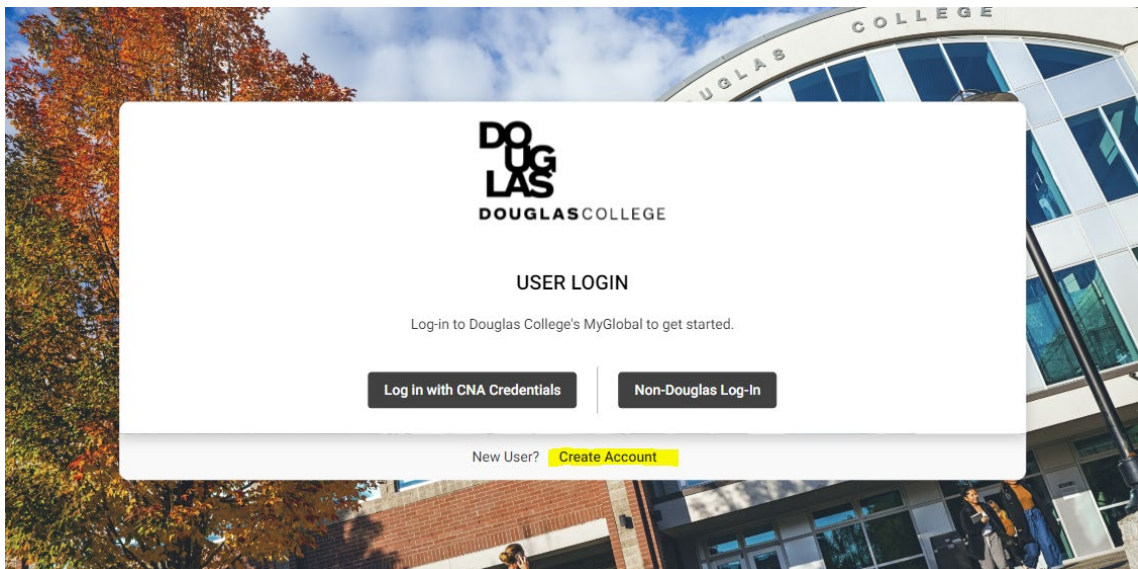 DOUGLAS COLLEGE
DO
UG
LAS
DOUGLASCOLLEGE
USER LOGIN
Log-in to Douglas College's MyGlobal to get started.
Log in with CNA Credentials
Non-Douglas Log-In
New User? Create Account